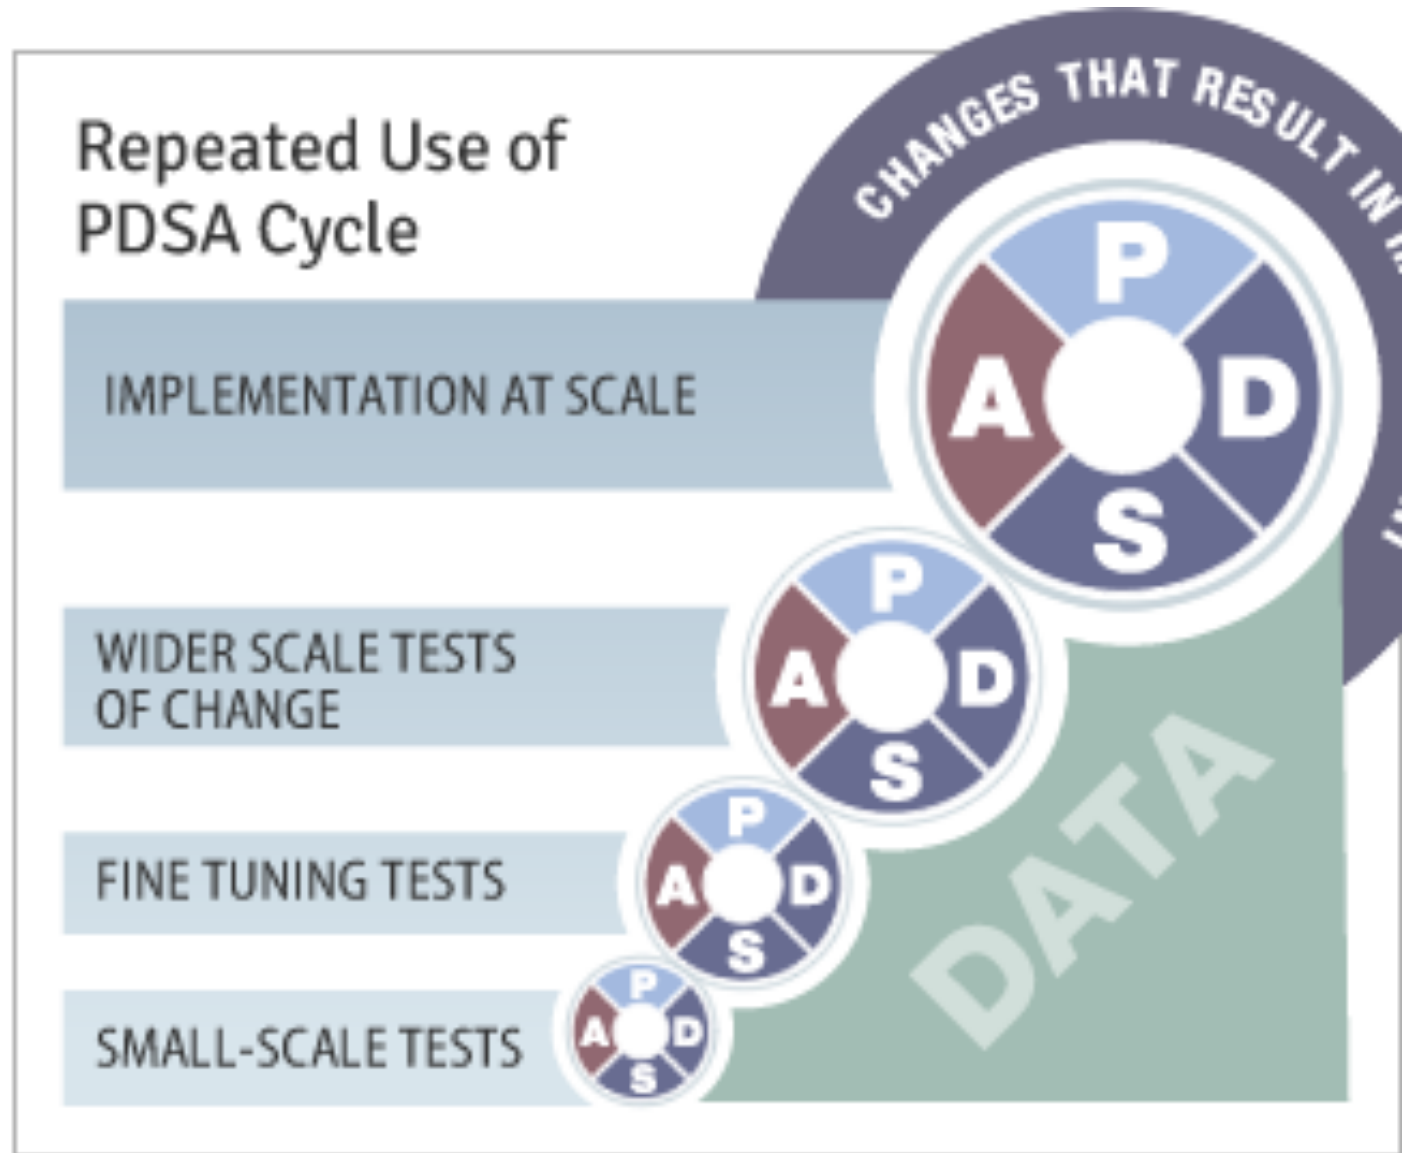 Repeated Use of
PDSA Cycle
CHANGES THAT RESULT IN
IMPLEMENTATION AT SCALE
P
A
D
S
WIDER SCALE TESTS
OF CHANGE
P
A
D
S
FINE TUNING TESTS
P
A
D
S
SMALL-SCALE TESTS
P
A
D
S
DATA